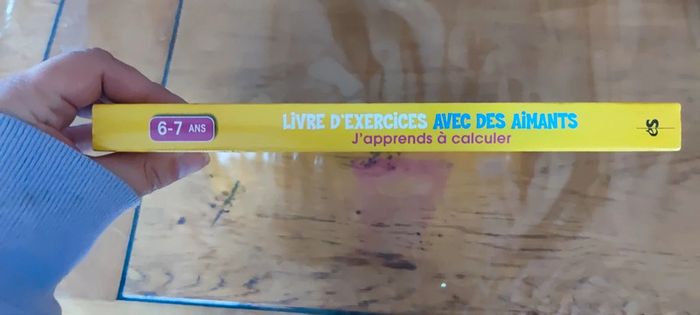 6-7 ANS
LIVRE D'EXERCICES AVEC DES AIMANTS
J'apprends à calculer